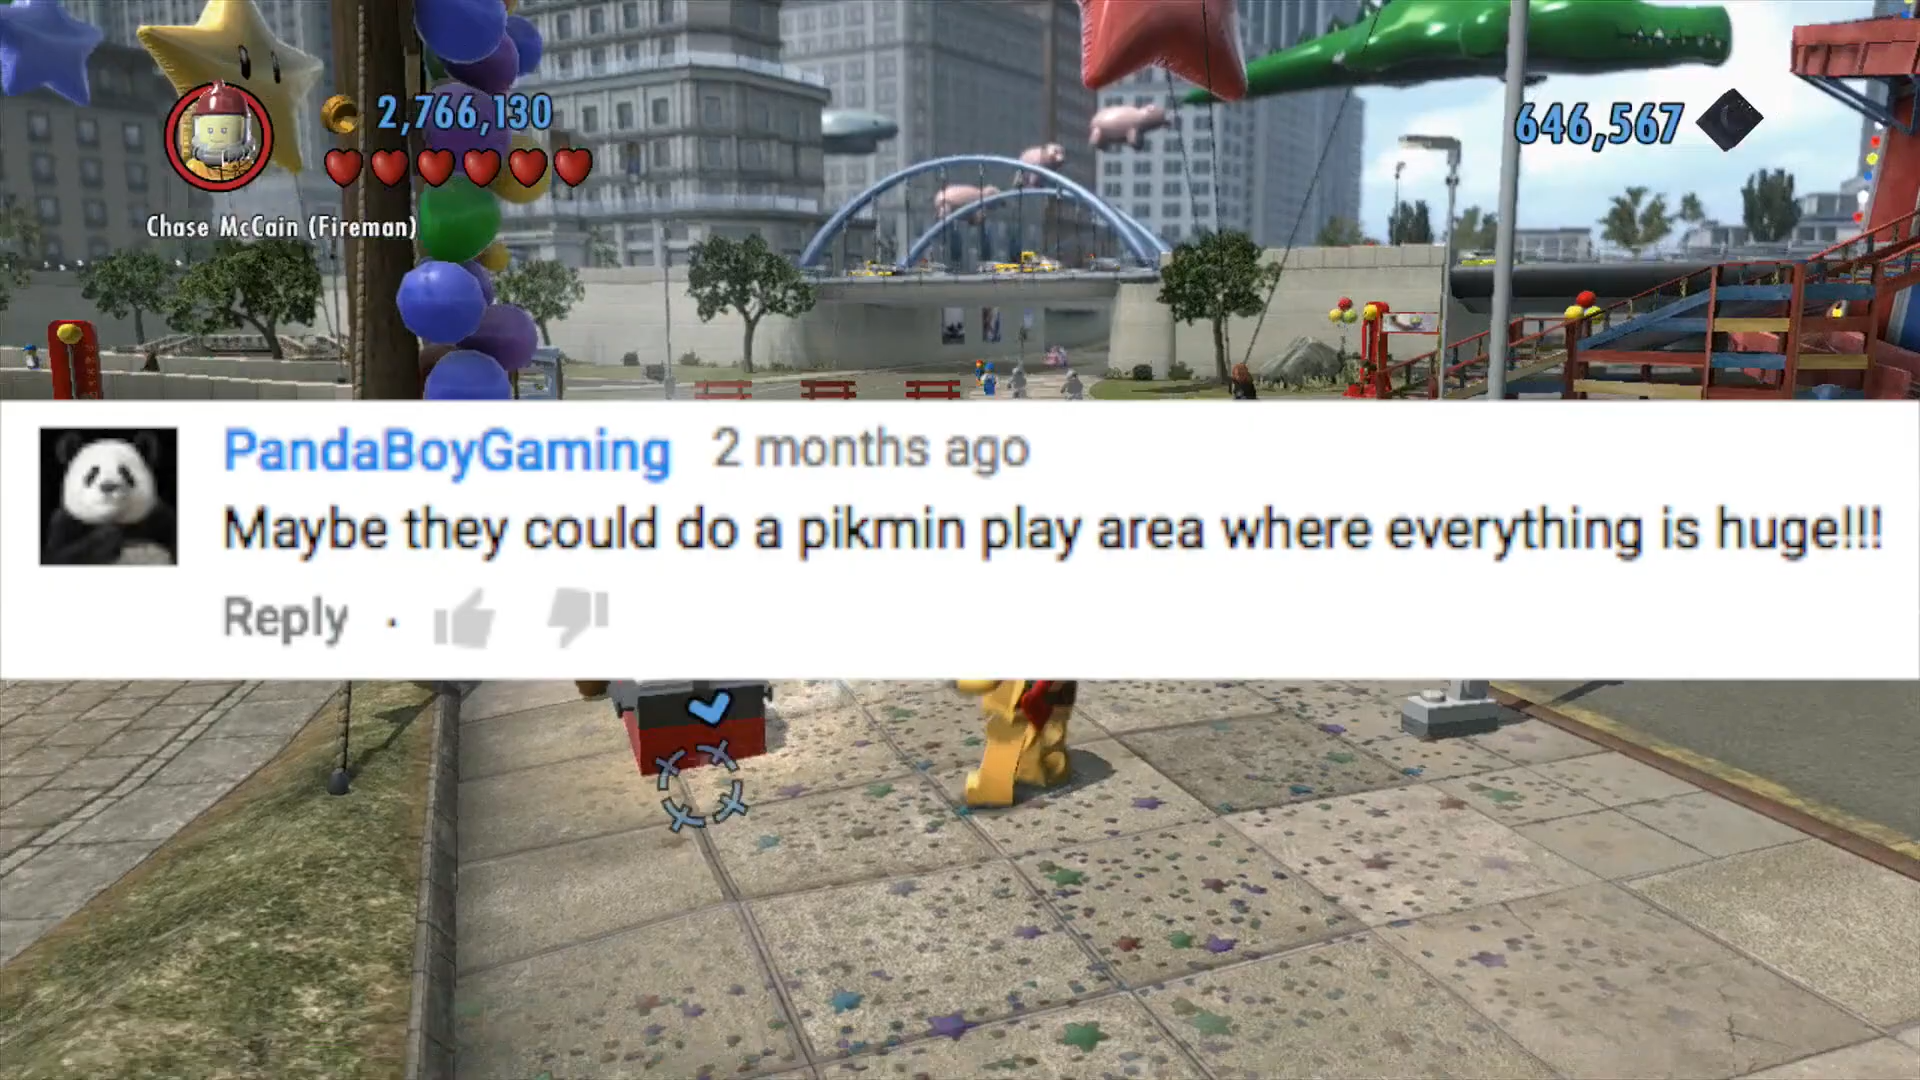 2,766,130
646,567
Chase McCain (Fireman)
PandaBoyGaming 2 months ago
Maybe they could do a pikmin play area where everything is huge!!!
Reply ·